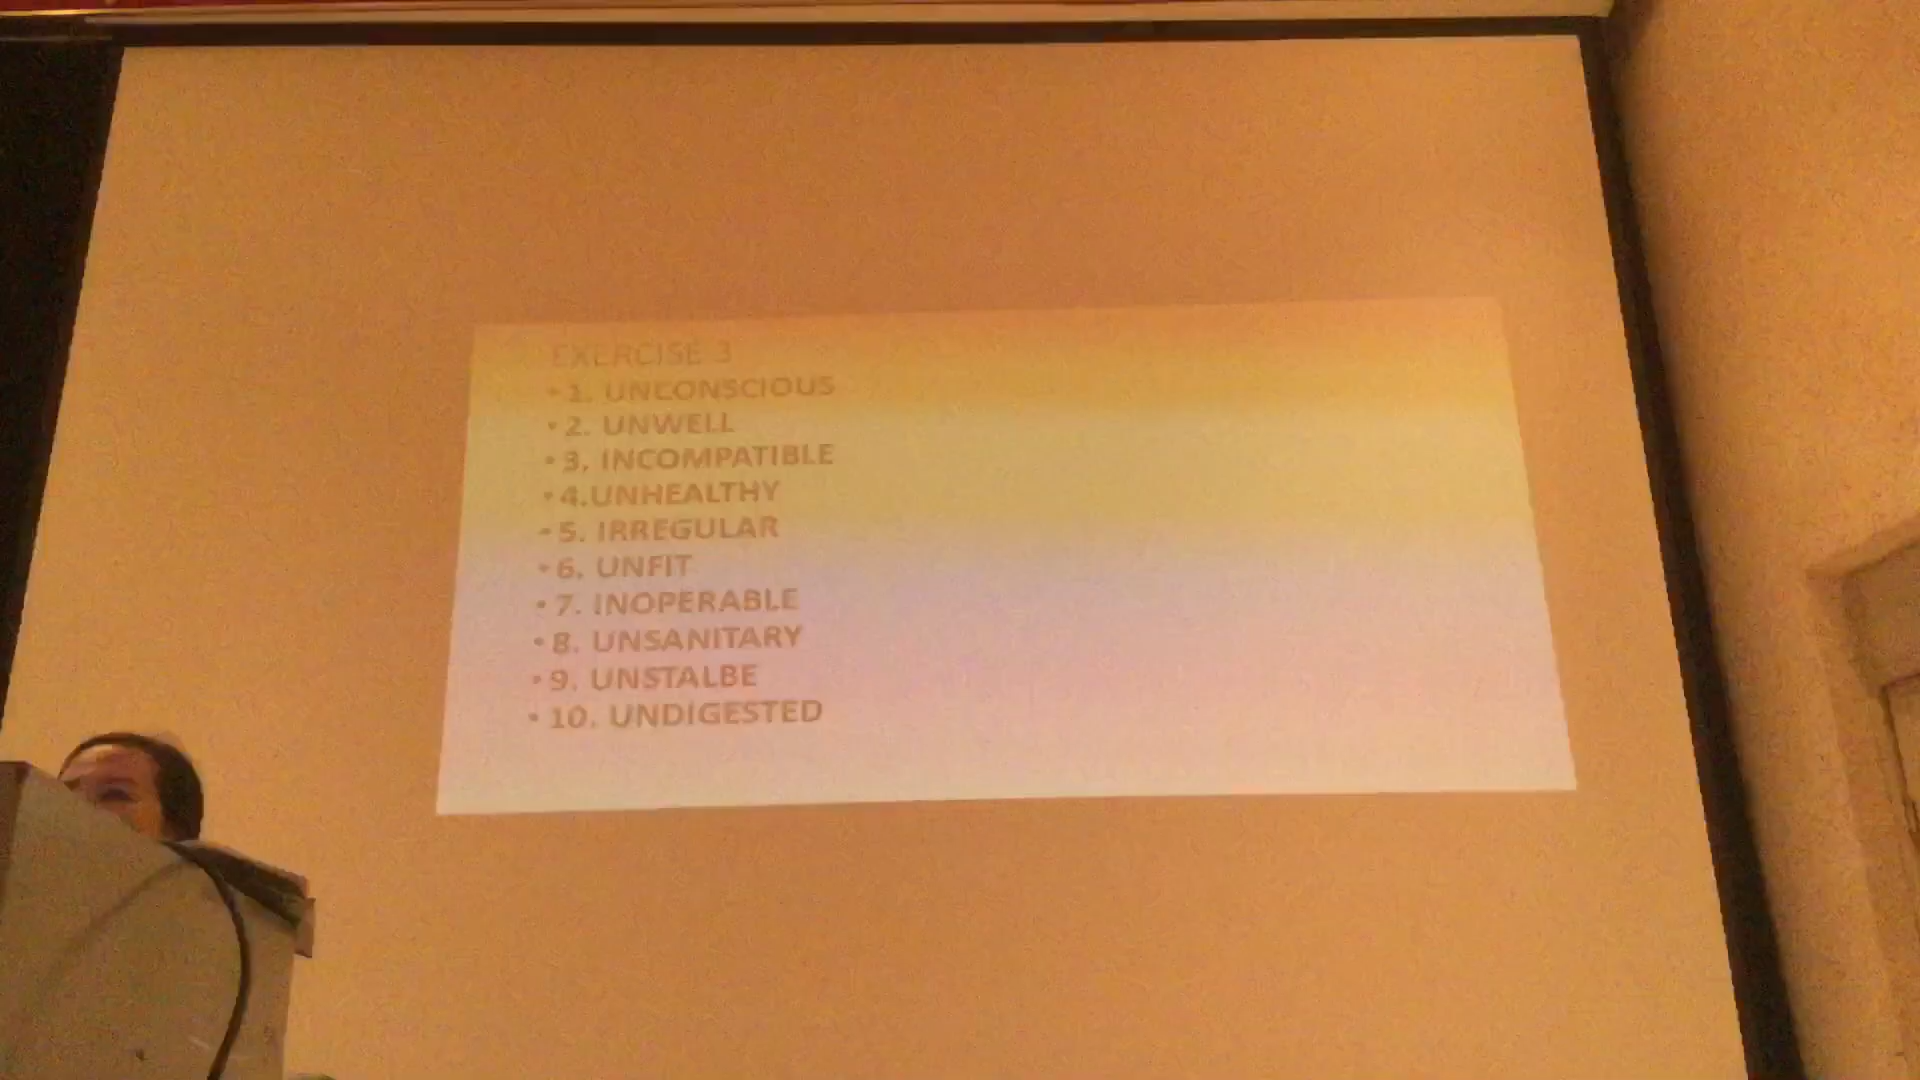 EXERCISE 3
• 1. UNCONSCIOUS
• 2. UNWELL
• 3. INCOMPATIBLE
• 4.UNHEALTHY
• 5. IRREGULAR
• 6. UNFIT
• 7. INOPERABLE
• 8. UNSANITARY
• 9. UNSTALBE
• 10. UNDIGESTED